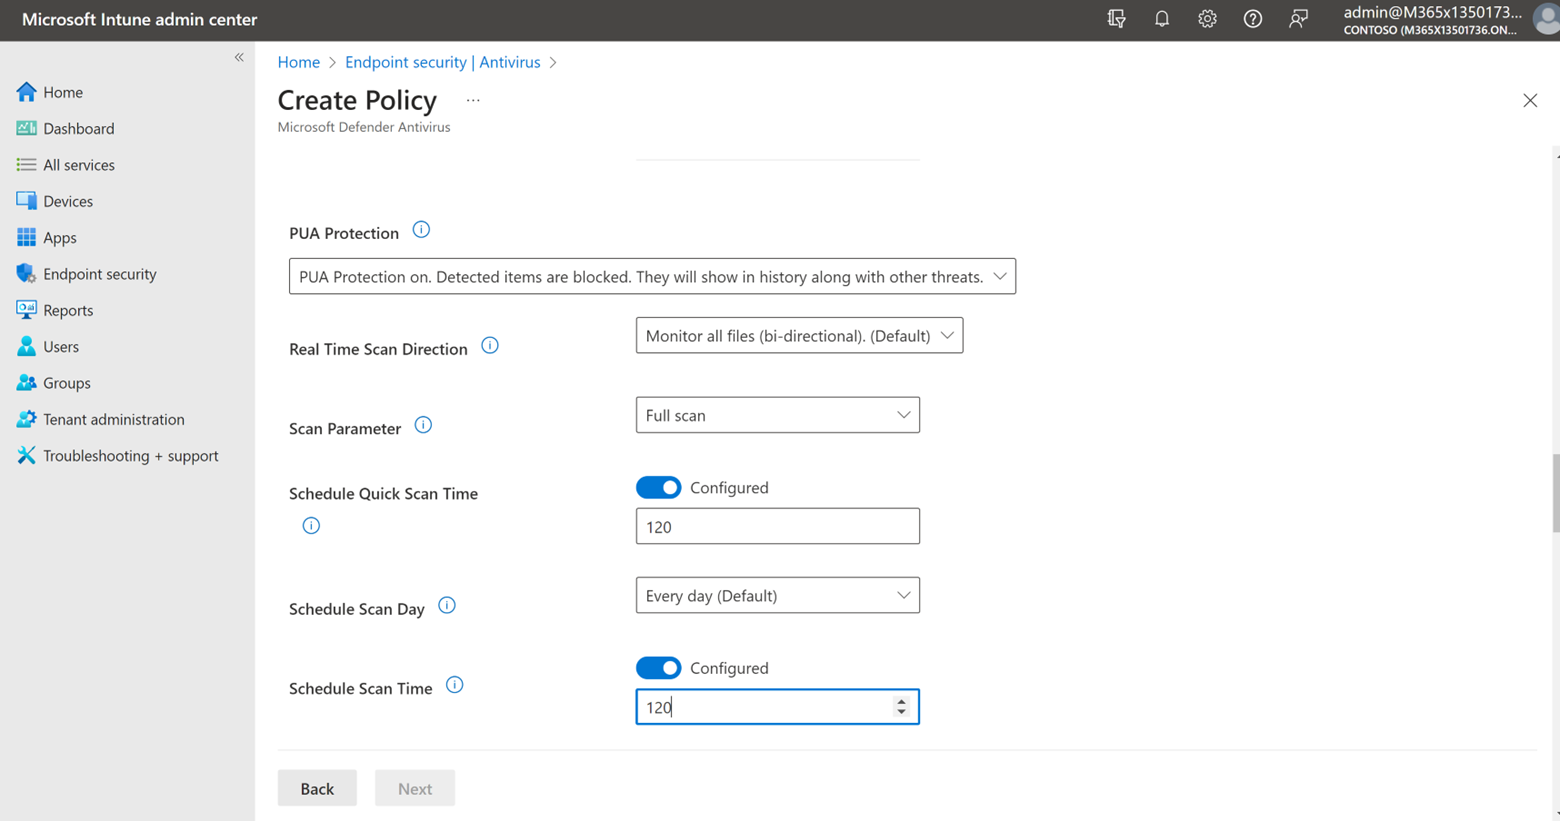 Microsoft Intune admin center
admin@M365x1350173...
CONTOSO (M365X13501736.ON...
«
Home
Dashboard
All services
Devices
Apps
Endpoint security
Reports
Users
Groups
Tenant administration
Troubleshooting + support
Home > Endpoint security | Antivirus >
Create Policy ...
Microsoft Defender Antivirus
PUA Protection
PUA Protection on. Detected items are blocked. They will show in history along with other threats.
Real Time Scan Direction
Monitor all files (bi-directional). (Default)
Scan Parameter
Full scan
Schedule Quick Scan Time
Configured
120
Schedule Scan Day
Every day (Default)
Schedule Scan Time
Configured
120
Back
Next